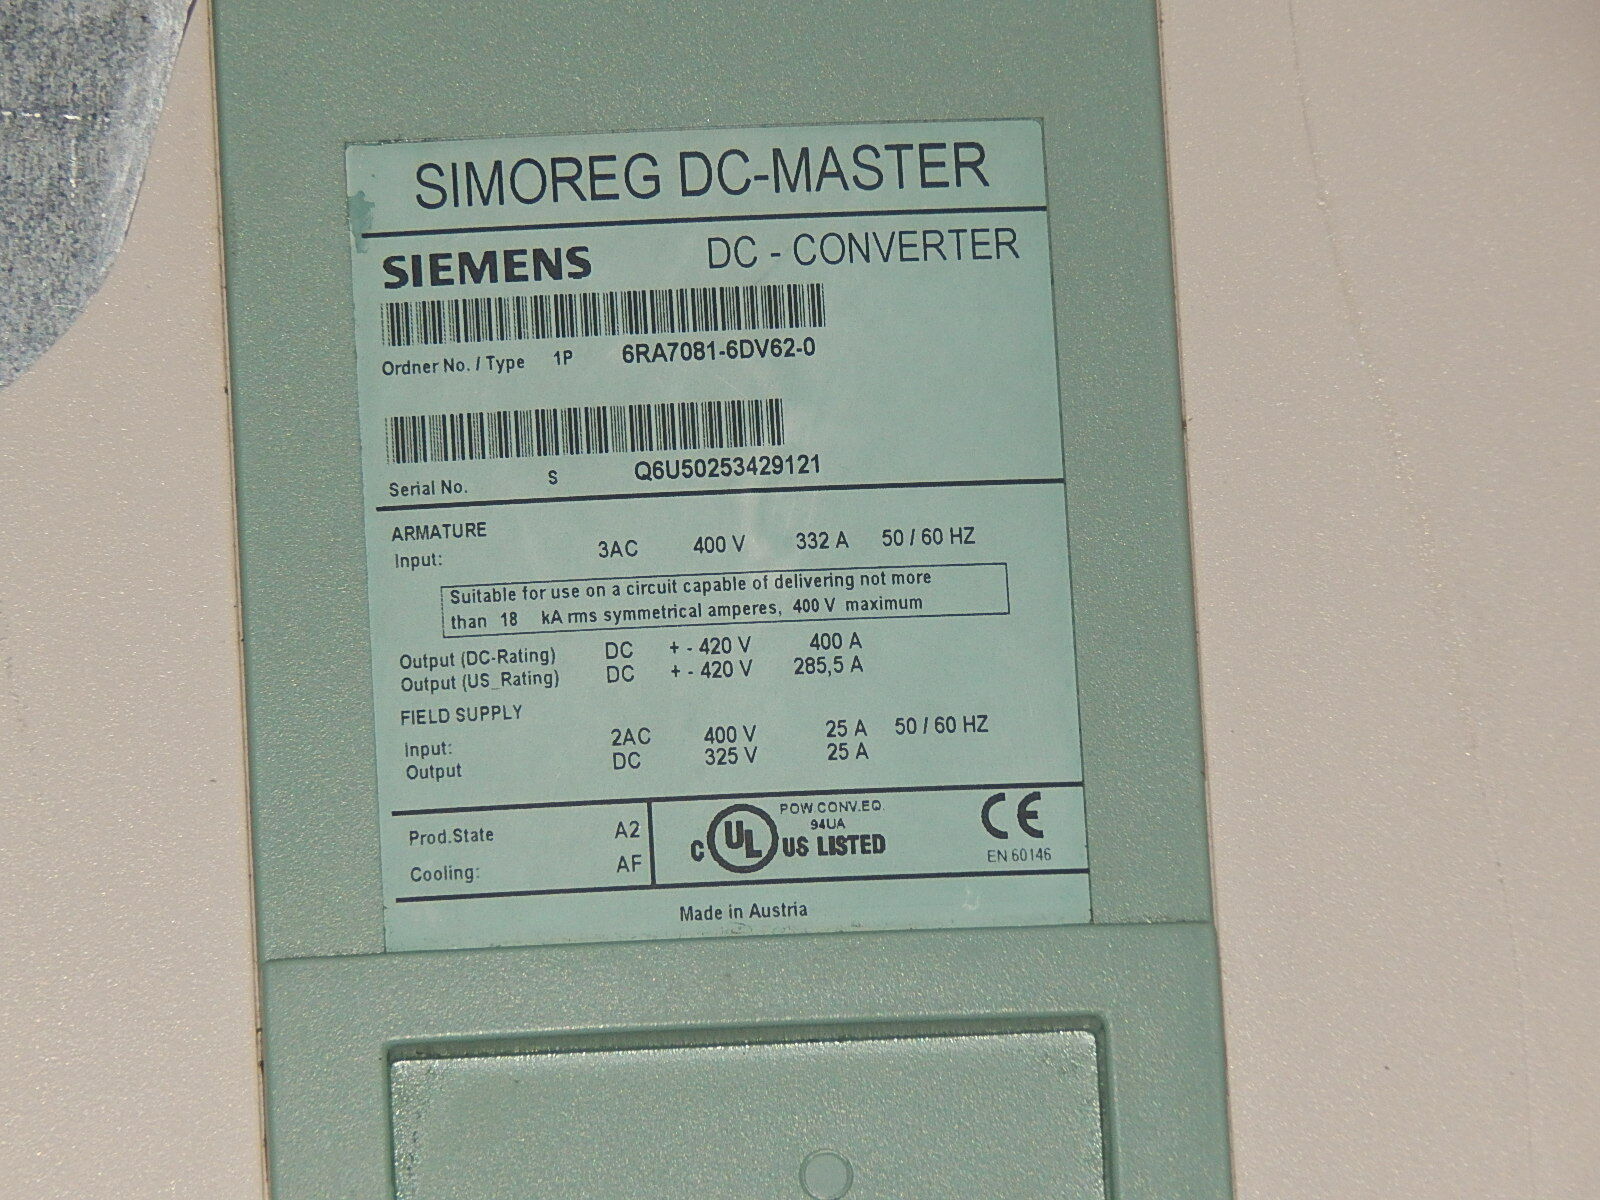 SIMOREG DC-MASTER
SIEMENS DC - CONVERTER
Ordner No. / Type 1P 6RA7081-6DV62-0
Serial No. S Q6U50253429121
ARMATURE
Input: 3AC 400 V 332 A 50 / 60 HZ
Suitable for use on a circuit capable of delivering not more
than 18 kA rms symmetrical amperes, 400 V maximum
Output (DC-Rating) DC + - 420 V 400 A
Output (US_Rating) DC + - 420 V 285,5 A
FIELD SUPPLY
Input: 2AC 400 V 25 A 50 / 60 HZ
Output DC 325 V 25 A
Prod.State A2
Cooling: AF
POW.CONV.EQ.
94UA
C UL US LISTED
CE
EN 60146
Made in Austria